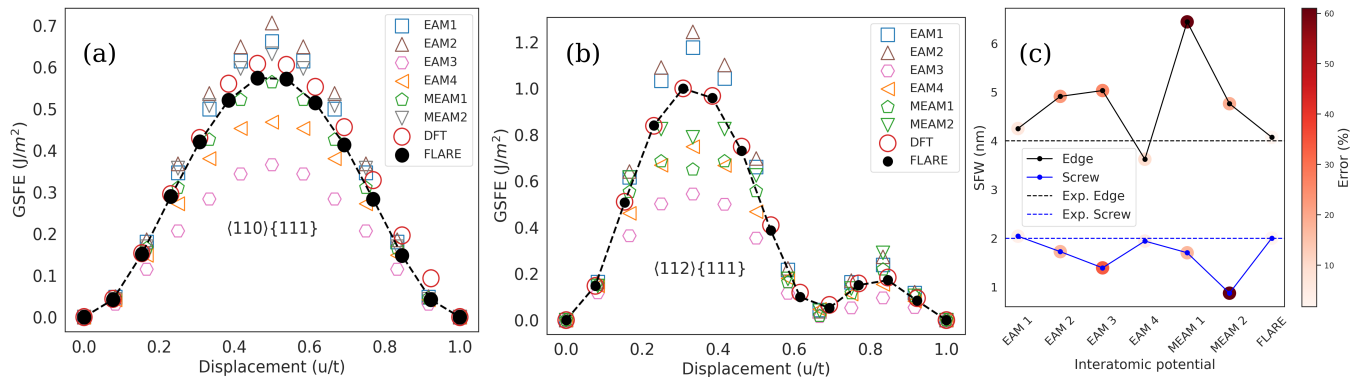 (a)
0.7
0.6
0.5
0.4
0.3
0.2
0.1
0.0
GSFE (J/m²)
EAM1
EAM2
EAM3
EAM4
MEAM1
MEAM2
DFT
FLARE
⟨110⟩{111}
0.0 0.2 0.4 0.6 0.8 1.0
Displacement (u/t)
(b)
1.2
1.0
0.8
0.6
0.4
0.2
0.0
GSFE (J/m²)
EAM1
EAM2
EAM3
EAM4
MEAM1
MEAM2
DFT
FLARE
⟨112⟩{111}
0.0 0.2 0.4 0.6 0.8 1.0
Displacement (u/t)
(c)
6
5
4
3
2
1
SFW (nm)
Edge
Screw
Exp. Edge
Exp. Screw
EAM 1
EAM 2
EAM 3
EAM 4
MEAM 1
MEAM 2
FLARE
Interatomic potential
60
50
40
30
20
10
Error (%)